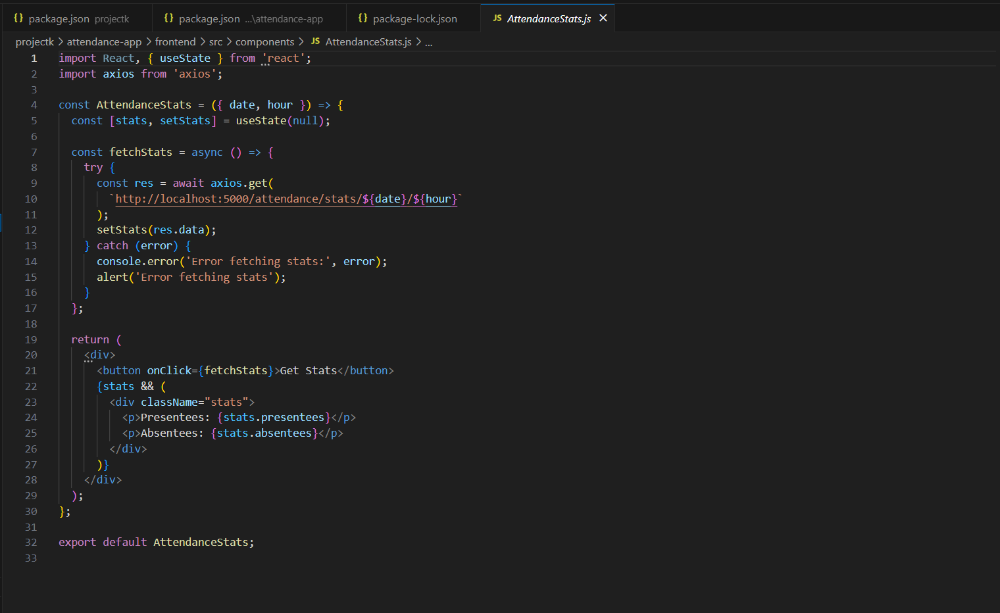 {} package.json projectk {} package.json ...\attendance-app {} package-lock.json JS AttendanceStats.js ×
projectk > attendance-app > frontend > src > components > JS AttendanceStats.js > ...
1 import React, { useState } from 'react';
2 import axios from 'axios';
3
4 const AttendanceStats = ({ date, hour }) => {
5   const [stats, setStats] = useState(null);
6
7   const fetchStats = async () => {
8     try {
9       const res = await axios.get(
10         `http://localhost:5000/attendance/stats/${date}/${hour}`
11       );
12       setStats(res.data);
13     } catch (error) {
14       console.error('Error fetching stats:', error);
15       alert('Error fetching stats');
16     }
17   };
18
19   return (
20     <div>
21       <button onClick={fetchStats}>Get Stats</button>
22       {stats && (
23         <div className="stats">
24           <p>Presentees: {stats.presentees}</p>
25           <p>Absentees: {stats.absentees}</p>
26         </div>
27       )}
28     </div>
29   );
30 };
31
32 export default AttendanceStats;
33